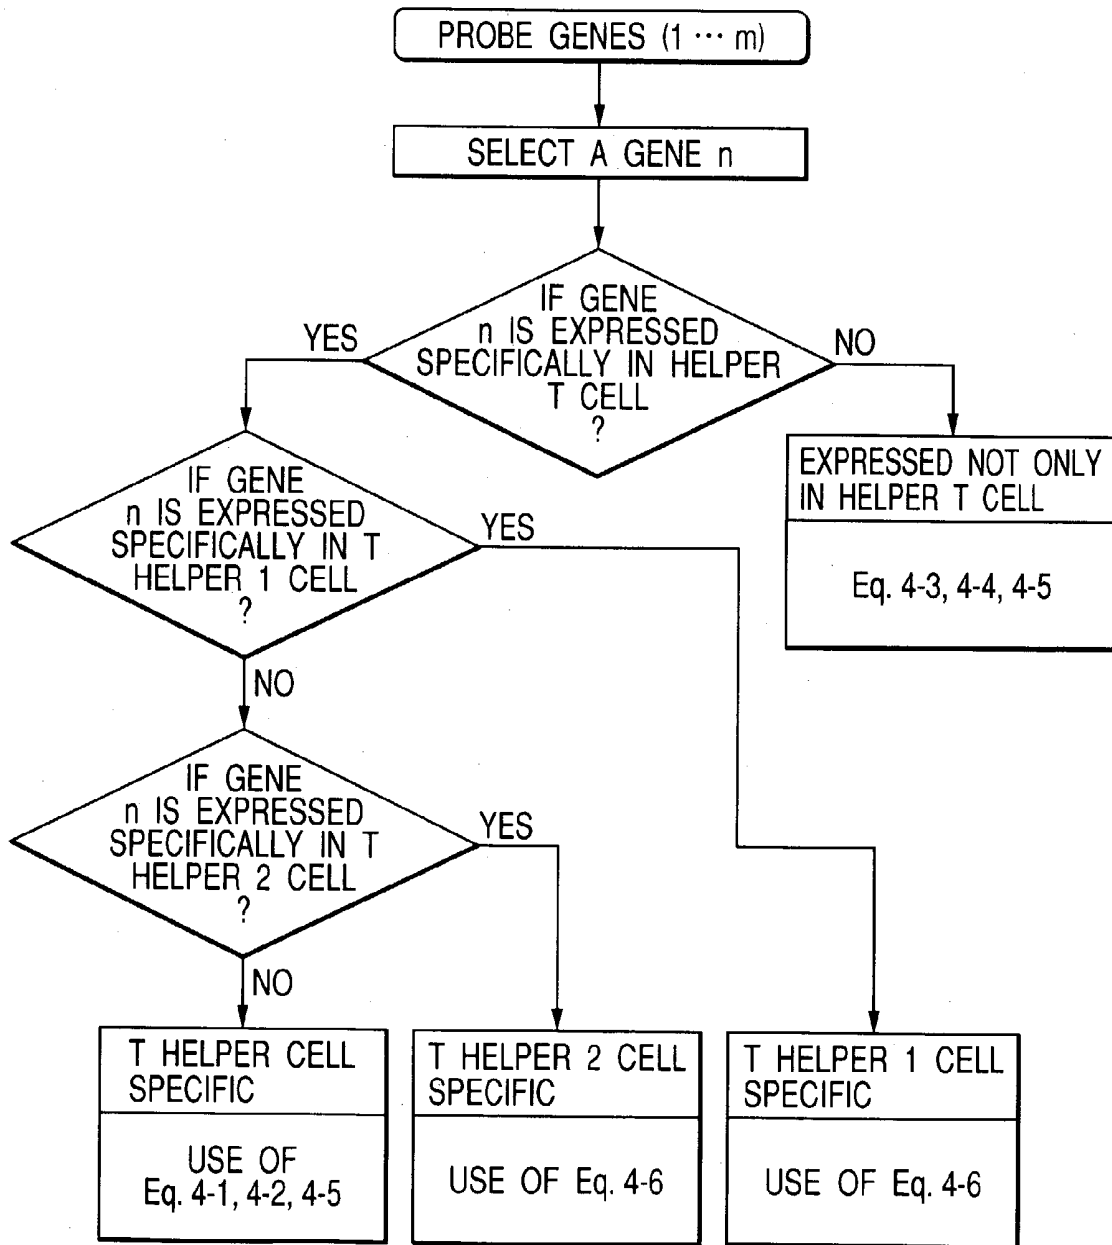 PROBE GENES (1 ··· m)
SELECT A GENE n
IF GENE
n IS EXPRESSED
SPECIFICALLY IN HELPER
T CELL
?
YES
NO
EXPRESSED NOT ONLY
IN HELPER T CELL
Eq. 4-3, 4-4, 4-5
IF GENE
n IS EXPRESSED
SPECIFICALLY IN T
HELPER 1 CELL
?
YES
NO
IF GENE
n IS EXPRESSED
SPECIFICALLY IN T
HELPER 2 CELL
?
YES
NO
T HELPER CELL
SPECIFIC
USE OF
Eq. 4-1, 4-2, 4-5
T HELPER 2 CELL
SPECIFIC
USE OF Eq. 4-6
T HELPER 1 CELL
SPECIFIC
USE OF Eq. 4-6